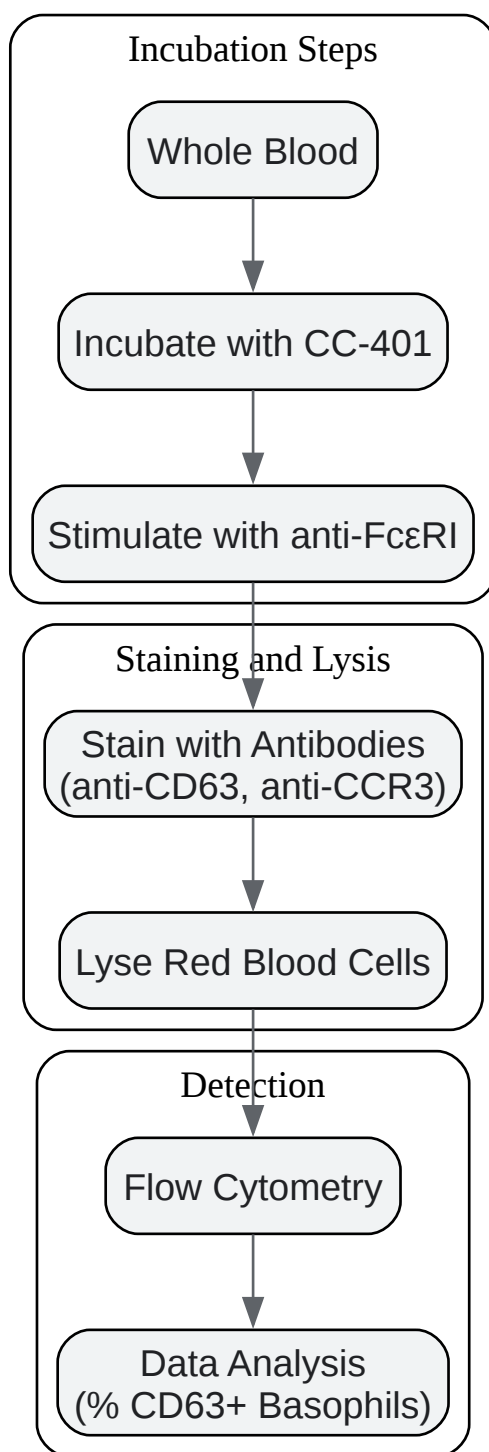 Incubation Steps
Whole Blood
Incubate with CC-401
Stimulate with anti-FcεRI
Staining and Lysis
Stain with Antibodies
(anti-CD63, anti-CCR3)
Lyse Red Blood Cells
Detection
Flow Cytometry
Data Analysis
(% CD63+ Basophils)